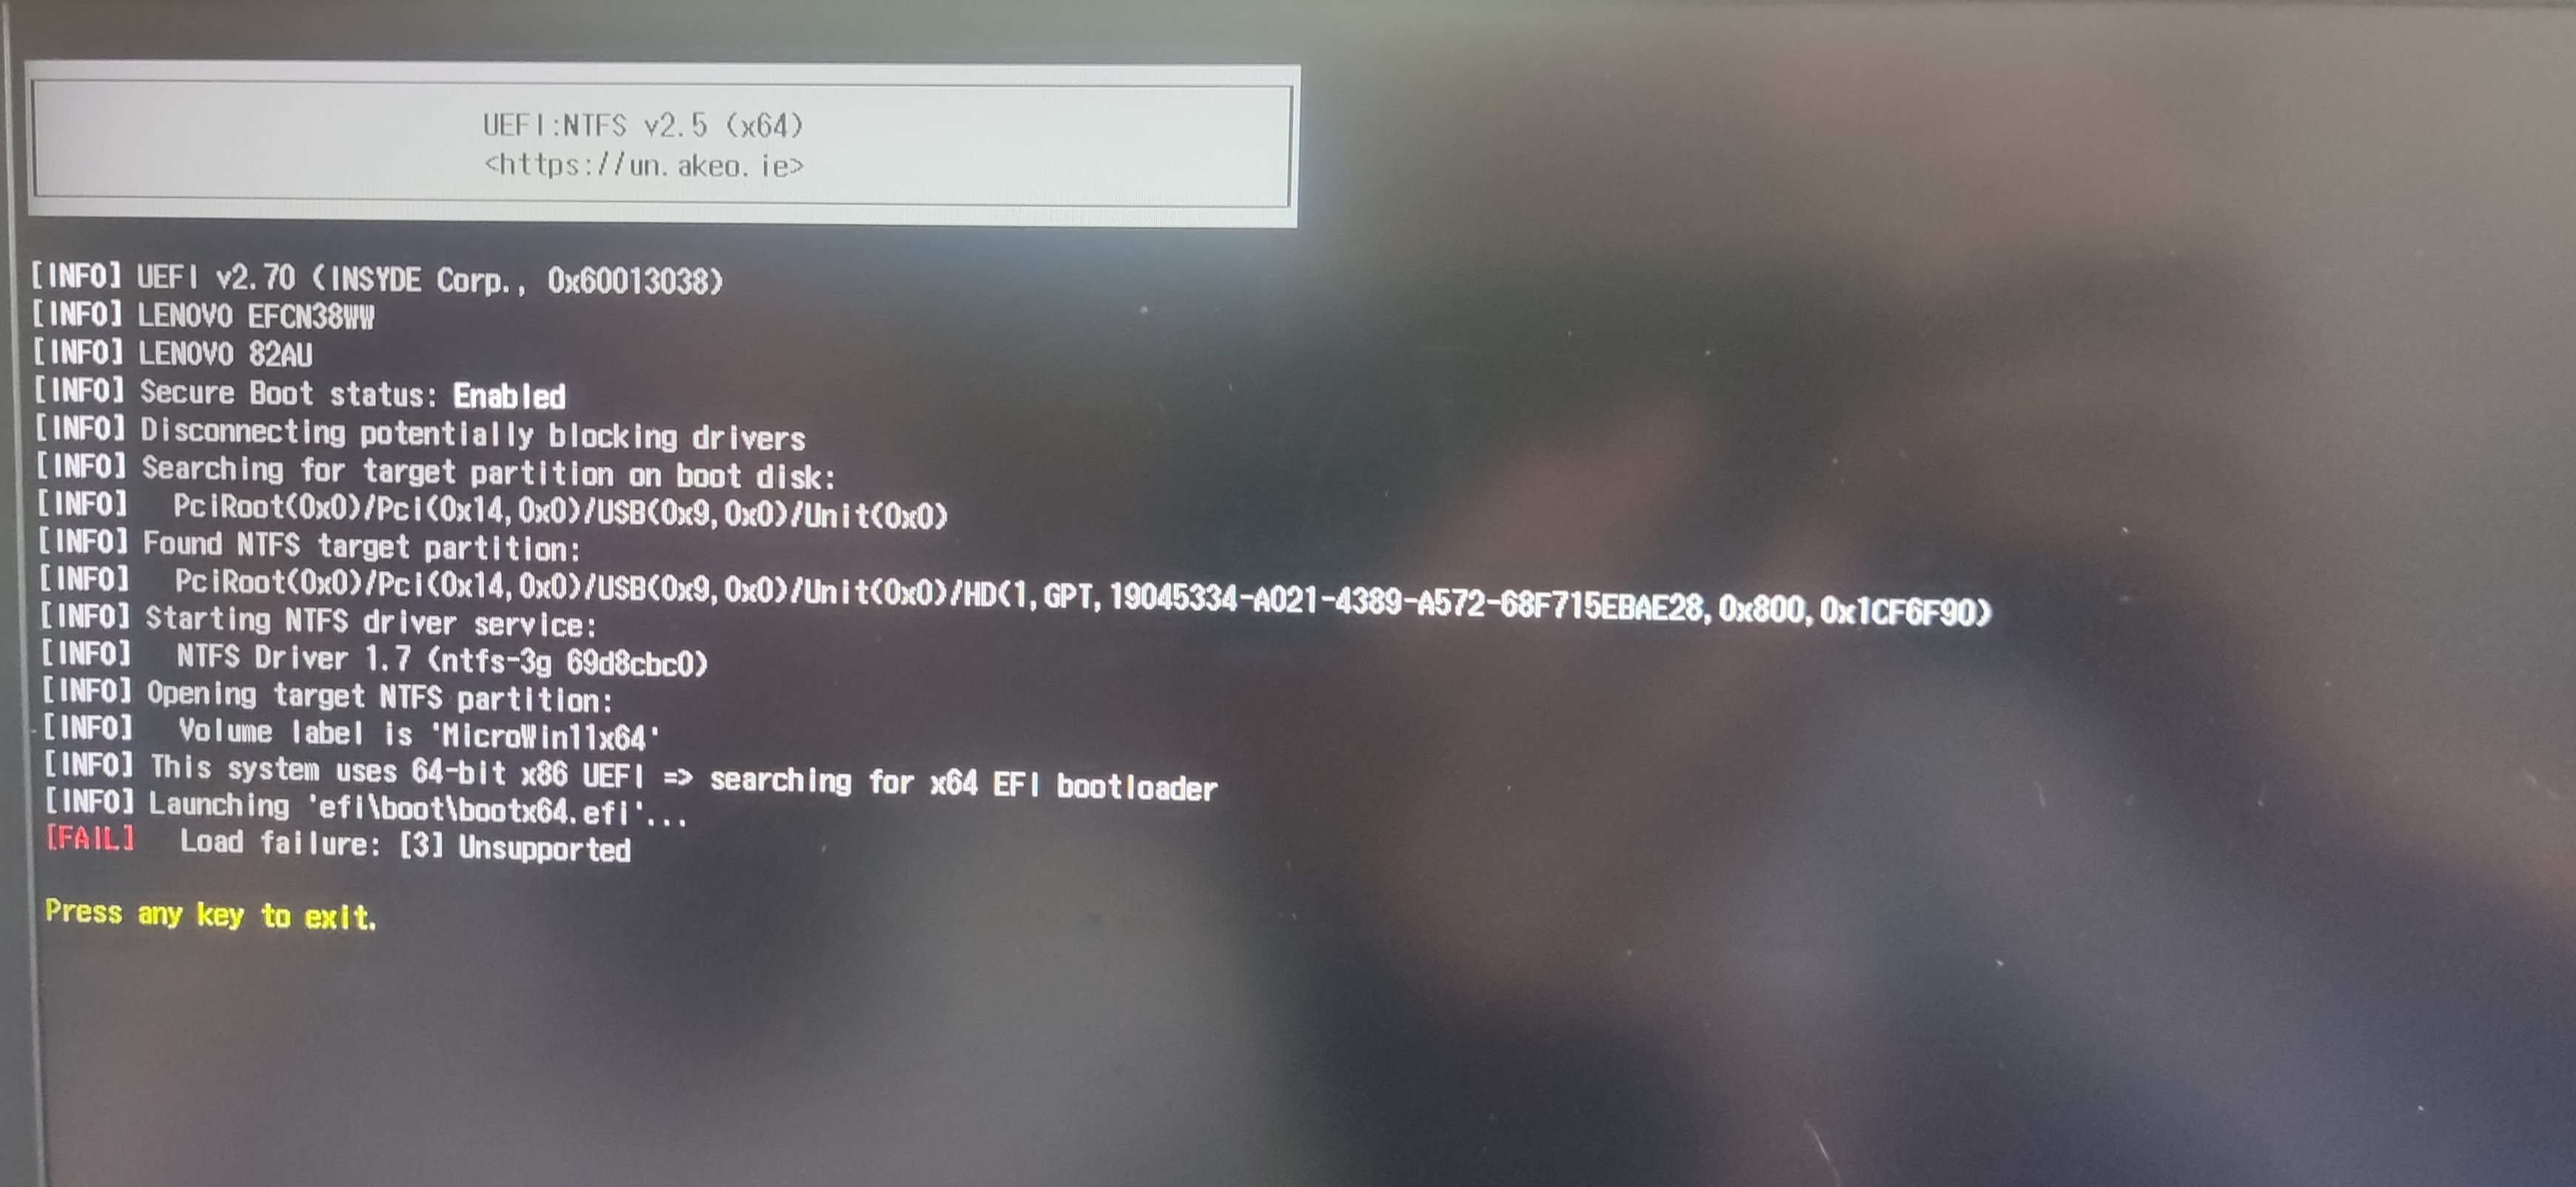 UEFI:NTFS v2.5 (x64)
<https://un.akeo.ie>
[INFO] UEFI v2.70 (INSYDE Corp., 0x60013038)
[INFO] LENOVO EFCN38WW
[INFO] LENOVO 82AU
[INFO] Secure Boot status: Enabled
[INFO] Disconnecting potentially blocking drivers
[INFO] Searching for target partition on boot disk:
[INFO]   PciRoot(0x0)/Pci(0x14,0x0)/USB(0x9,0x0)/Unit(0x0)
[INFO] Found NTFS target partition:
[INFO]   PciRoot(0x0)/Pci(0x14,0x0)/USB(0x9,0x0)/Unit(0x0)/HD(1,GPT,19045334-A021-4389-A572-68F715EBAE28,0x800,0x1CF6F90)
[INFO] Starting NTFS driver service:
[INFO]   NTFS Driver 1.7 (ntfs-3g 69d8cbc0)
[INFO] Opening target NTFS partition:
[INFO]   Volume label is 'MicroWin11x64'
[INFO] This system uses 64-bit x86 UEFI => searching for x64 EFI bootloader
[INFO] Launching 'efi\boot\bootx64.efi'...
[FAIL]   Load failure: [3] Unsupported
Press any key to exit.